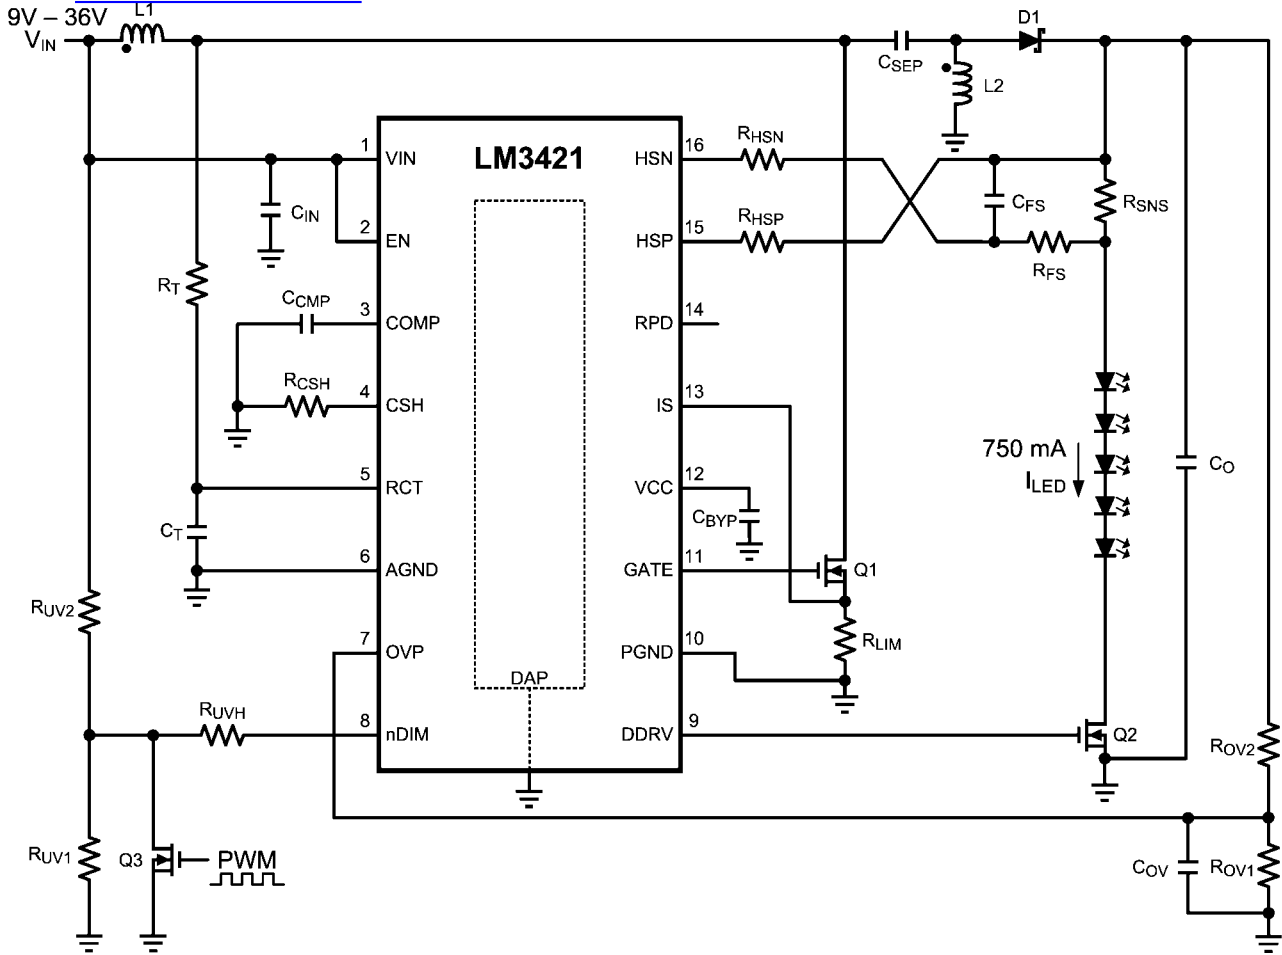 9V – 36V
VIN
L1
CSEP
D1
L2
LM3421
1
VIN
2
EN
3
COMP
4
CSH
5
RCT
6
AGND
7
OVP
8
nDIM
16
HSN
15
HSP
14
RPD
13
IS
12
VCC
11
GATE
10
PGND
9
DDRV
DAP
RHSN
RHSP
CFS
RSNS
RFS
CIN
RT
CCMP
RCSH
CT
CBYP
750 mA
ILED
CO
Q1
RLIM
RUV2
RUVH
Q2
ROV2
RUV1
Q3
PWM
COV
ROV1